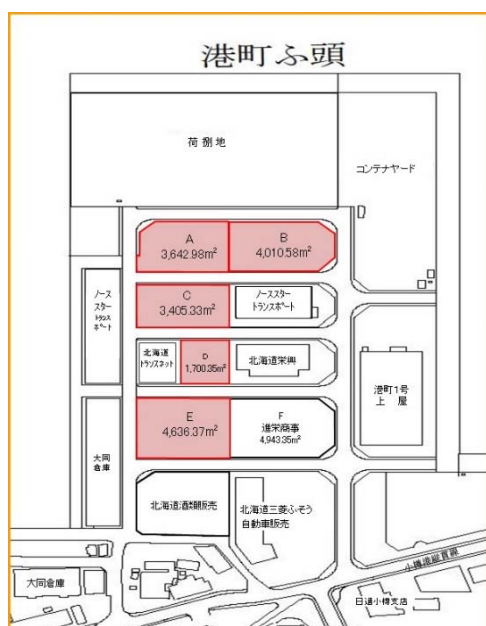 港町ふ頭
荷捌地
コンテナヤード
A
3,642.98㎡
B
4,010.58㎡
ノース
スター
トランス
ポート
C
3,405.33㎡
ノーススター
トランスポート
北海道
トランスネット
D
1,700.35㎡
北海道栄興
港町1号
上屋
E
4,636.37㎡
F
進栄商事
4,943.35㎡
大同
倉庫
北海道酒類販売
北海道三菱ふそう
自動車販売
小樽港縦貫線
大同倉庫
日通小樽支店